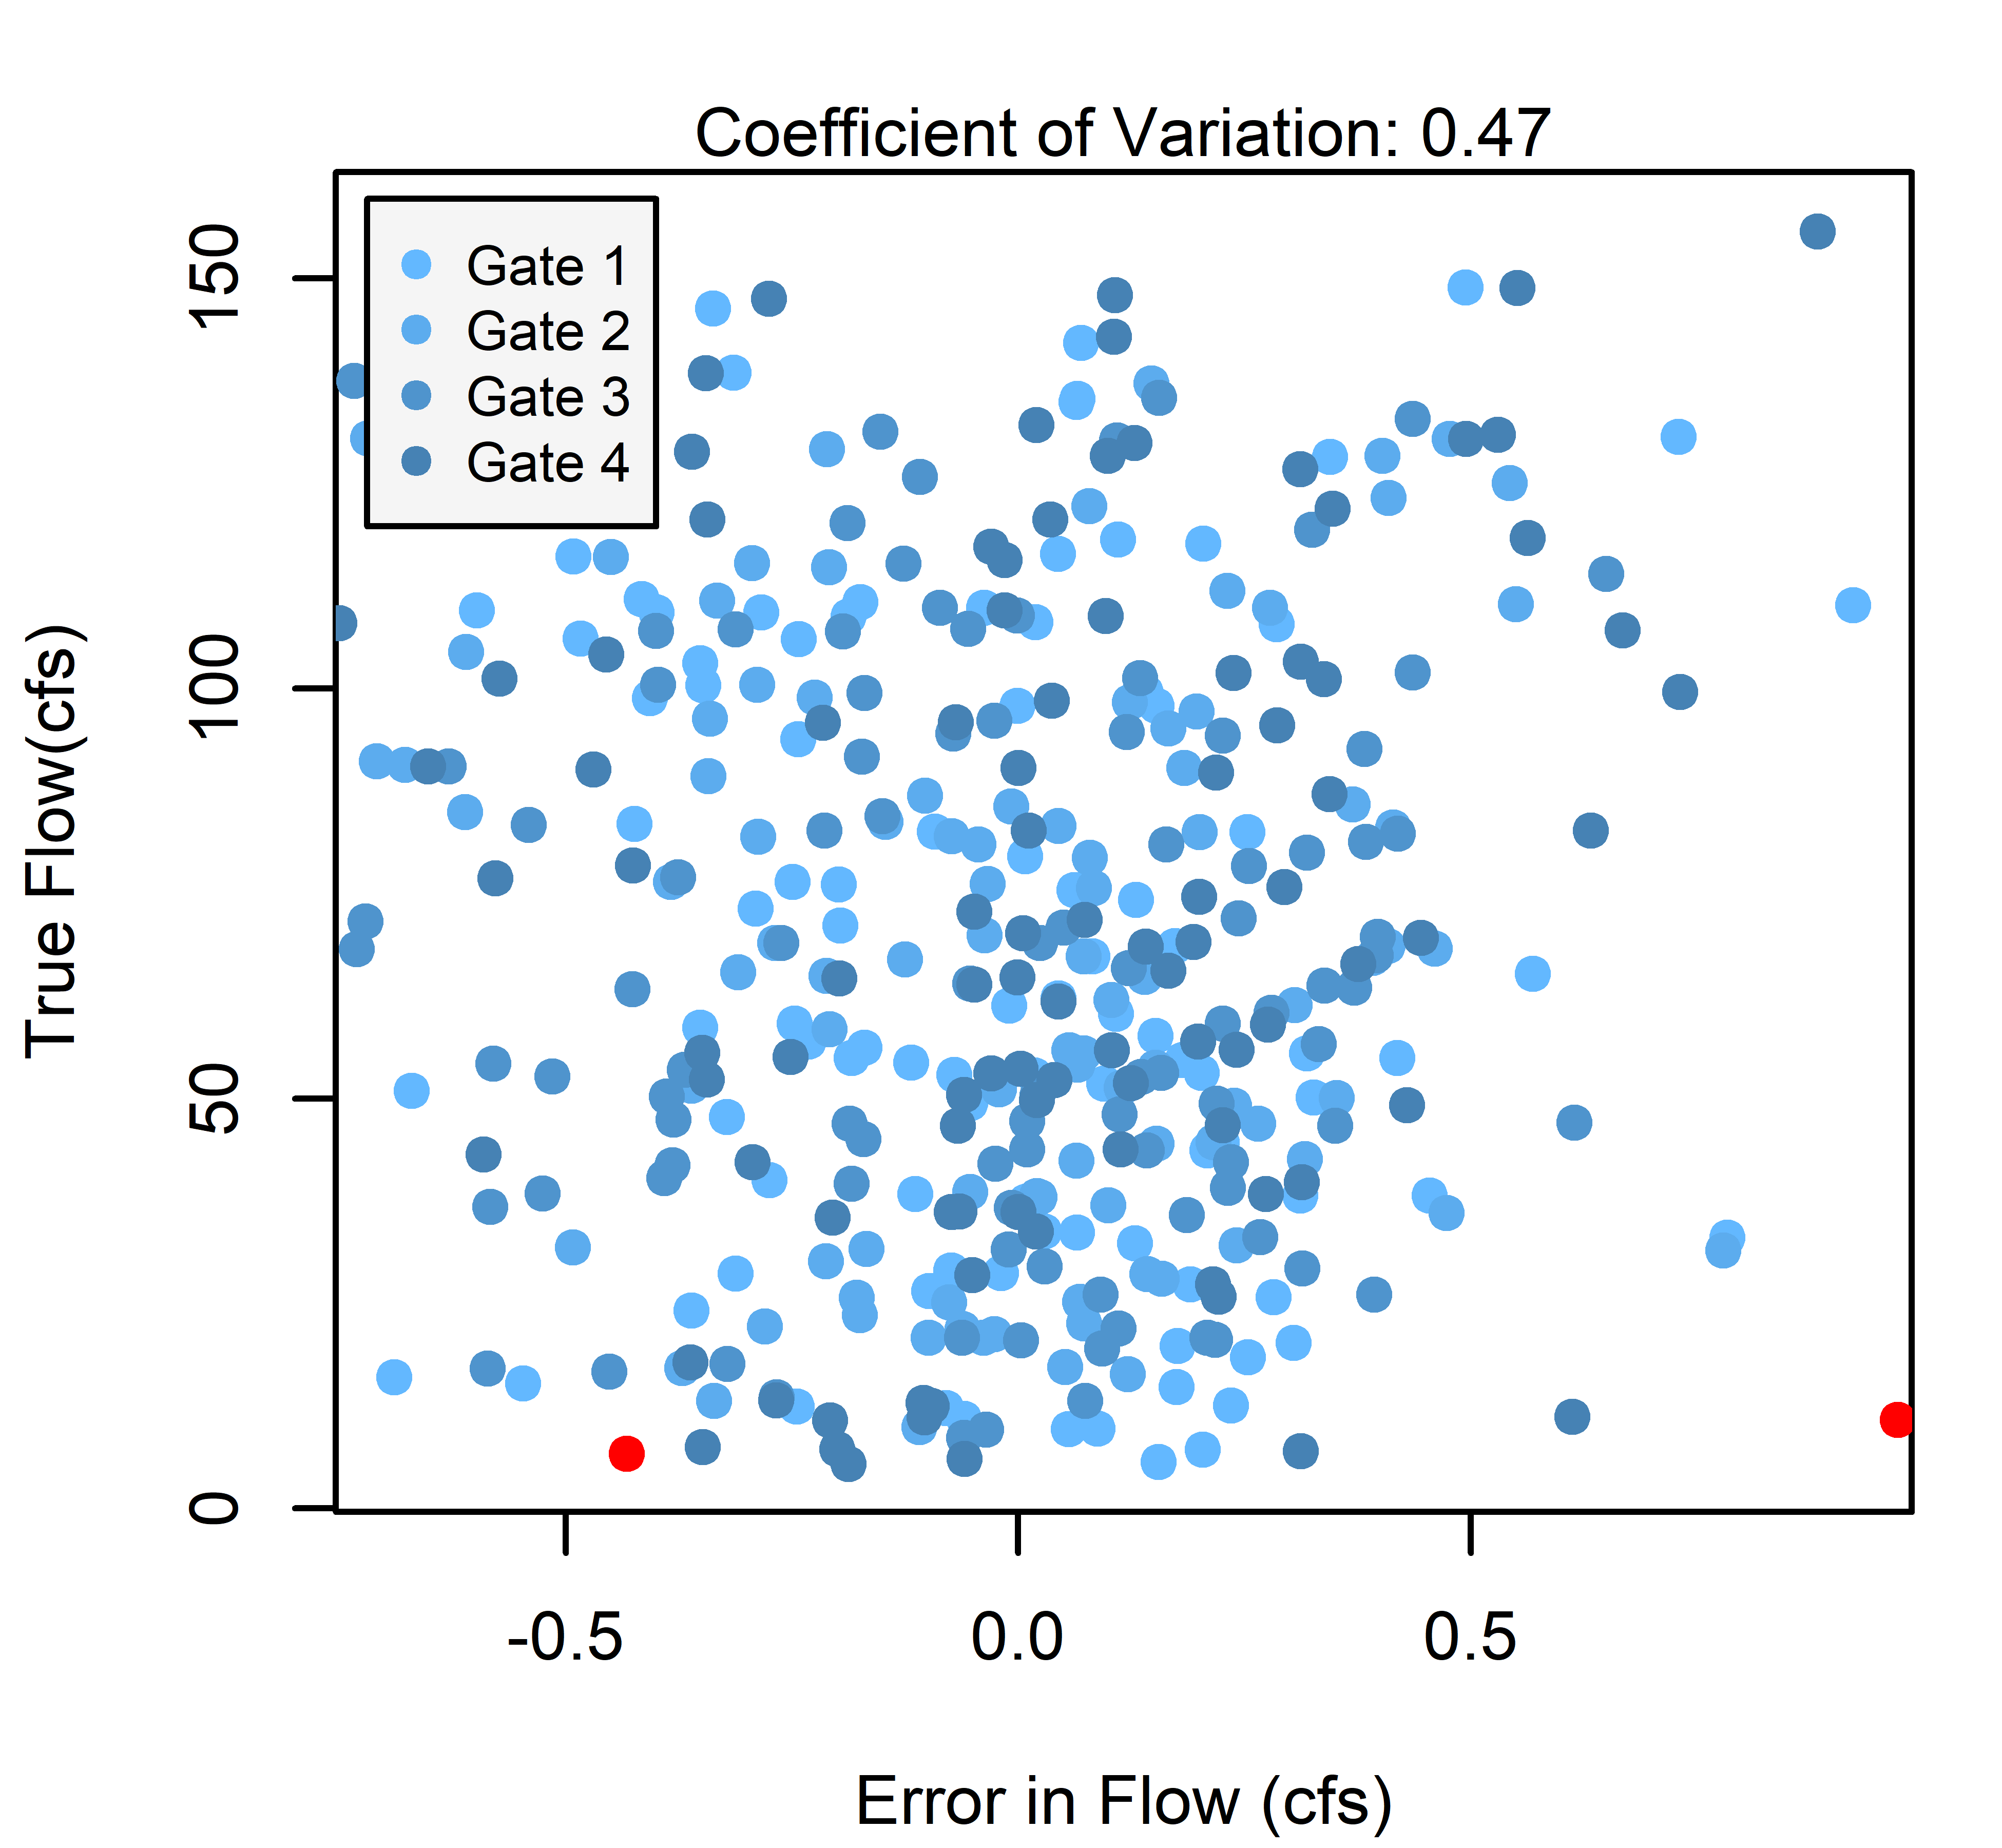 Coefficient of Variation: 0.47
Gate 1
Gate 2
Gate 3
Gate 4
True Flow(cfs)
150
100
50
0
-0.5 0.0 0.5
Error in Flow (cfs)